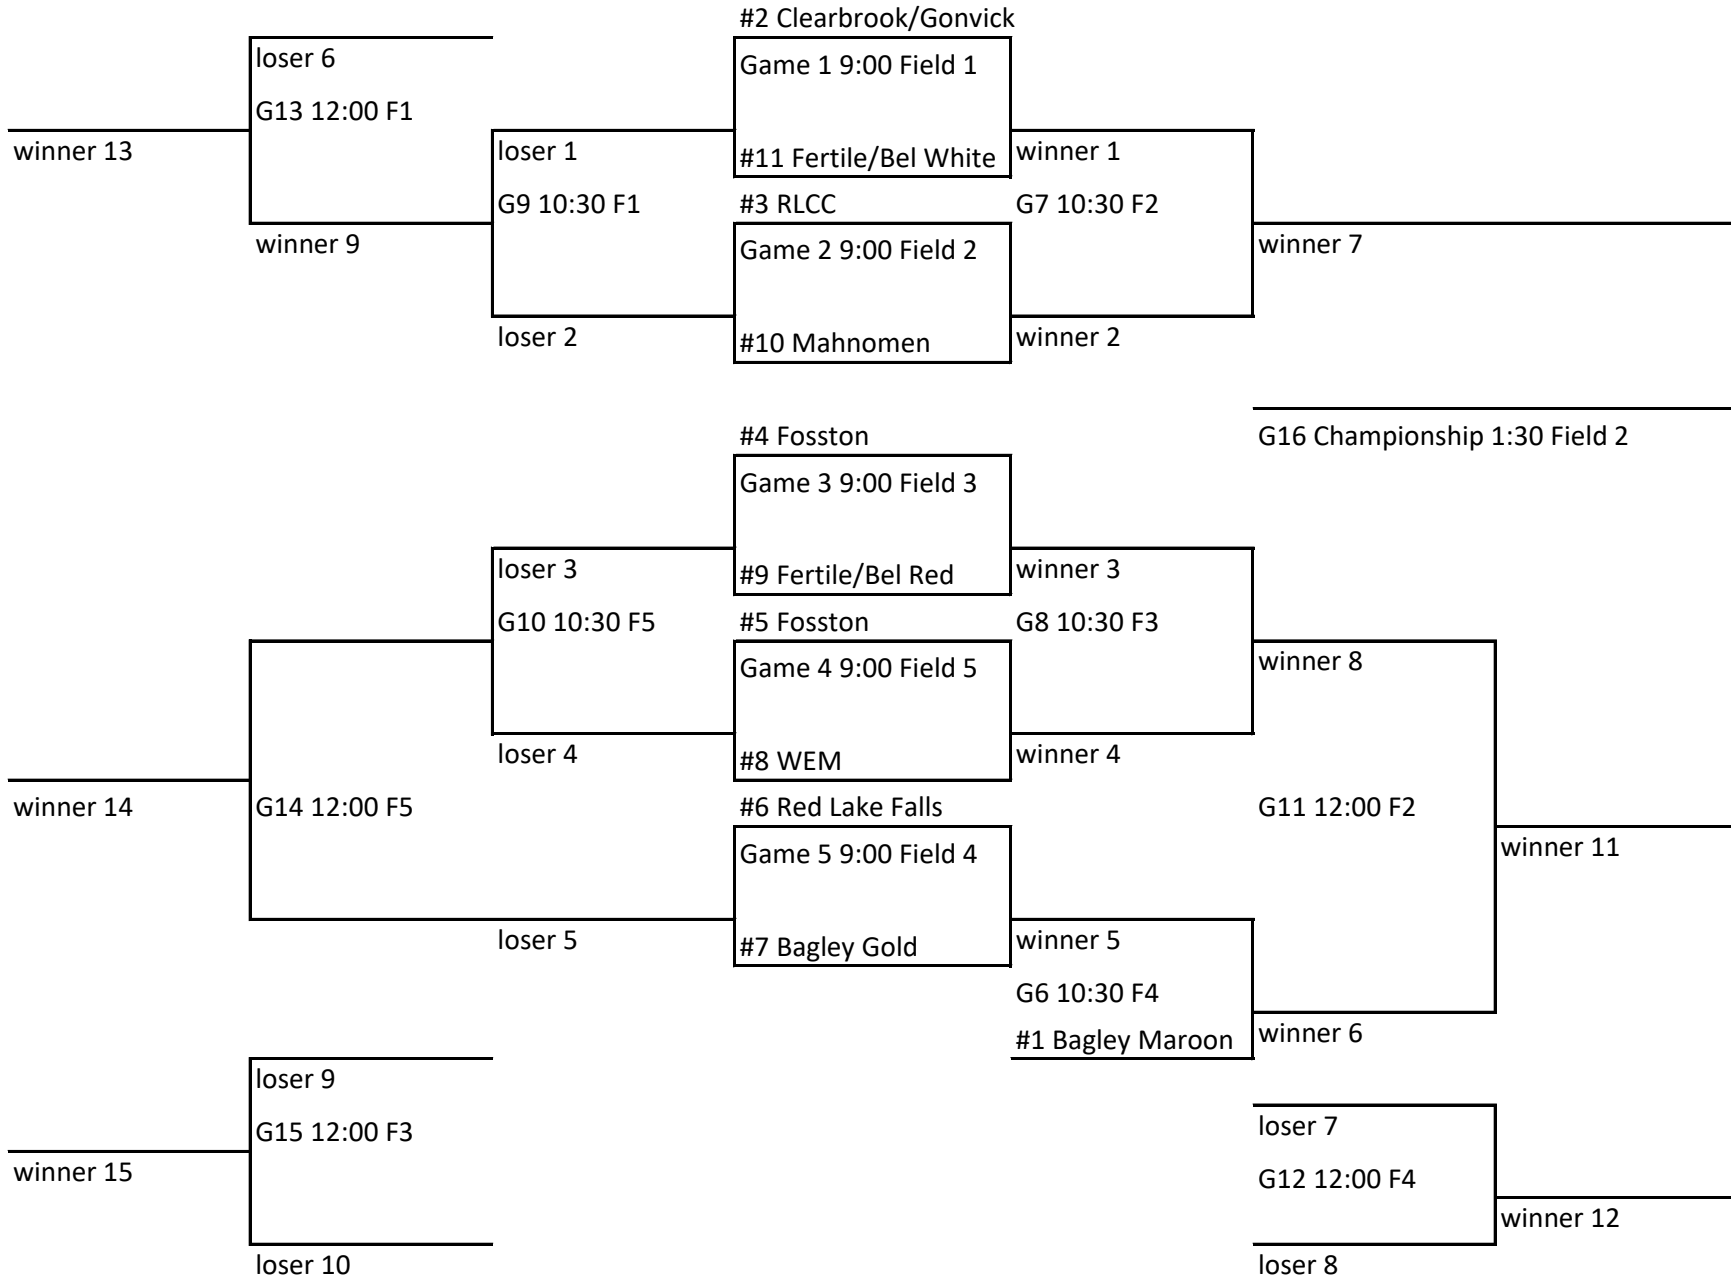 #2 Clearbrook/Gonvick
loser 6
Game 1 9:00 Field 1
G13 12:00 F1
winner 13
loser 1
#11 Fertile/Bel White
winner 1
G9 10:30 F1
#3 RLCC
G7 10:30 F2
winner 9
Game 2 9:00 Field 2
winner 7
loser 2
#10 Mahnomen
winner 2
#4 Fosston
G16 Championship 1:30 Field 2
Game 3 9:00 Field 3
loser 3
#9 Fertile/Bel Red
winner 3
G10 10:30 F5
#5 Fosston
G8 10:30 F3
Game 4 9:00 Field 5
winner 8
loser 4
#8 WEM
winner 4
winner 14
G14 12:00 F5
#6 Red Lake Falls
G11 12:00 F2
Game 5 9:00 Field 4
winner 11
loser 5
#7 Bagley Gold
winner 5
G6 10:30 F4
#1 Bagley Maroon
winner 6
loser 9
loser 7
G15 12:00 F3
winner 15
G12 12:00 F4
winner 12
loser 10
loser 8